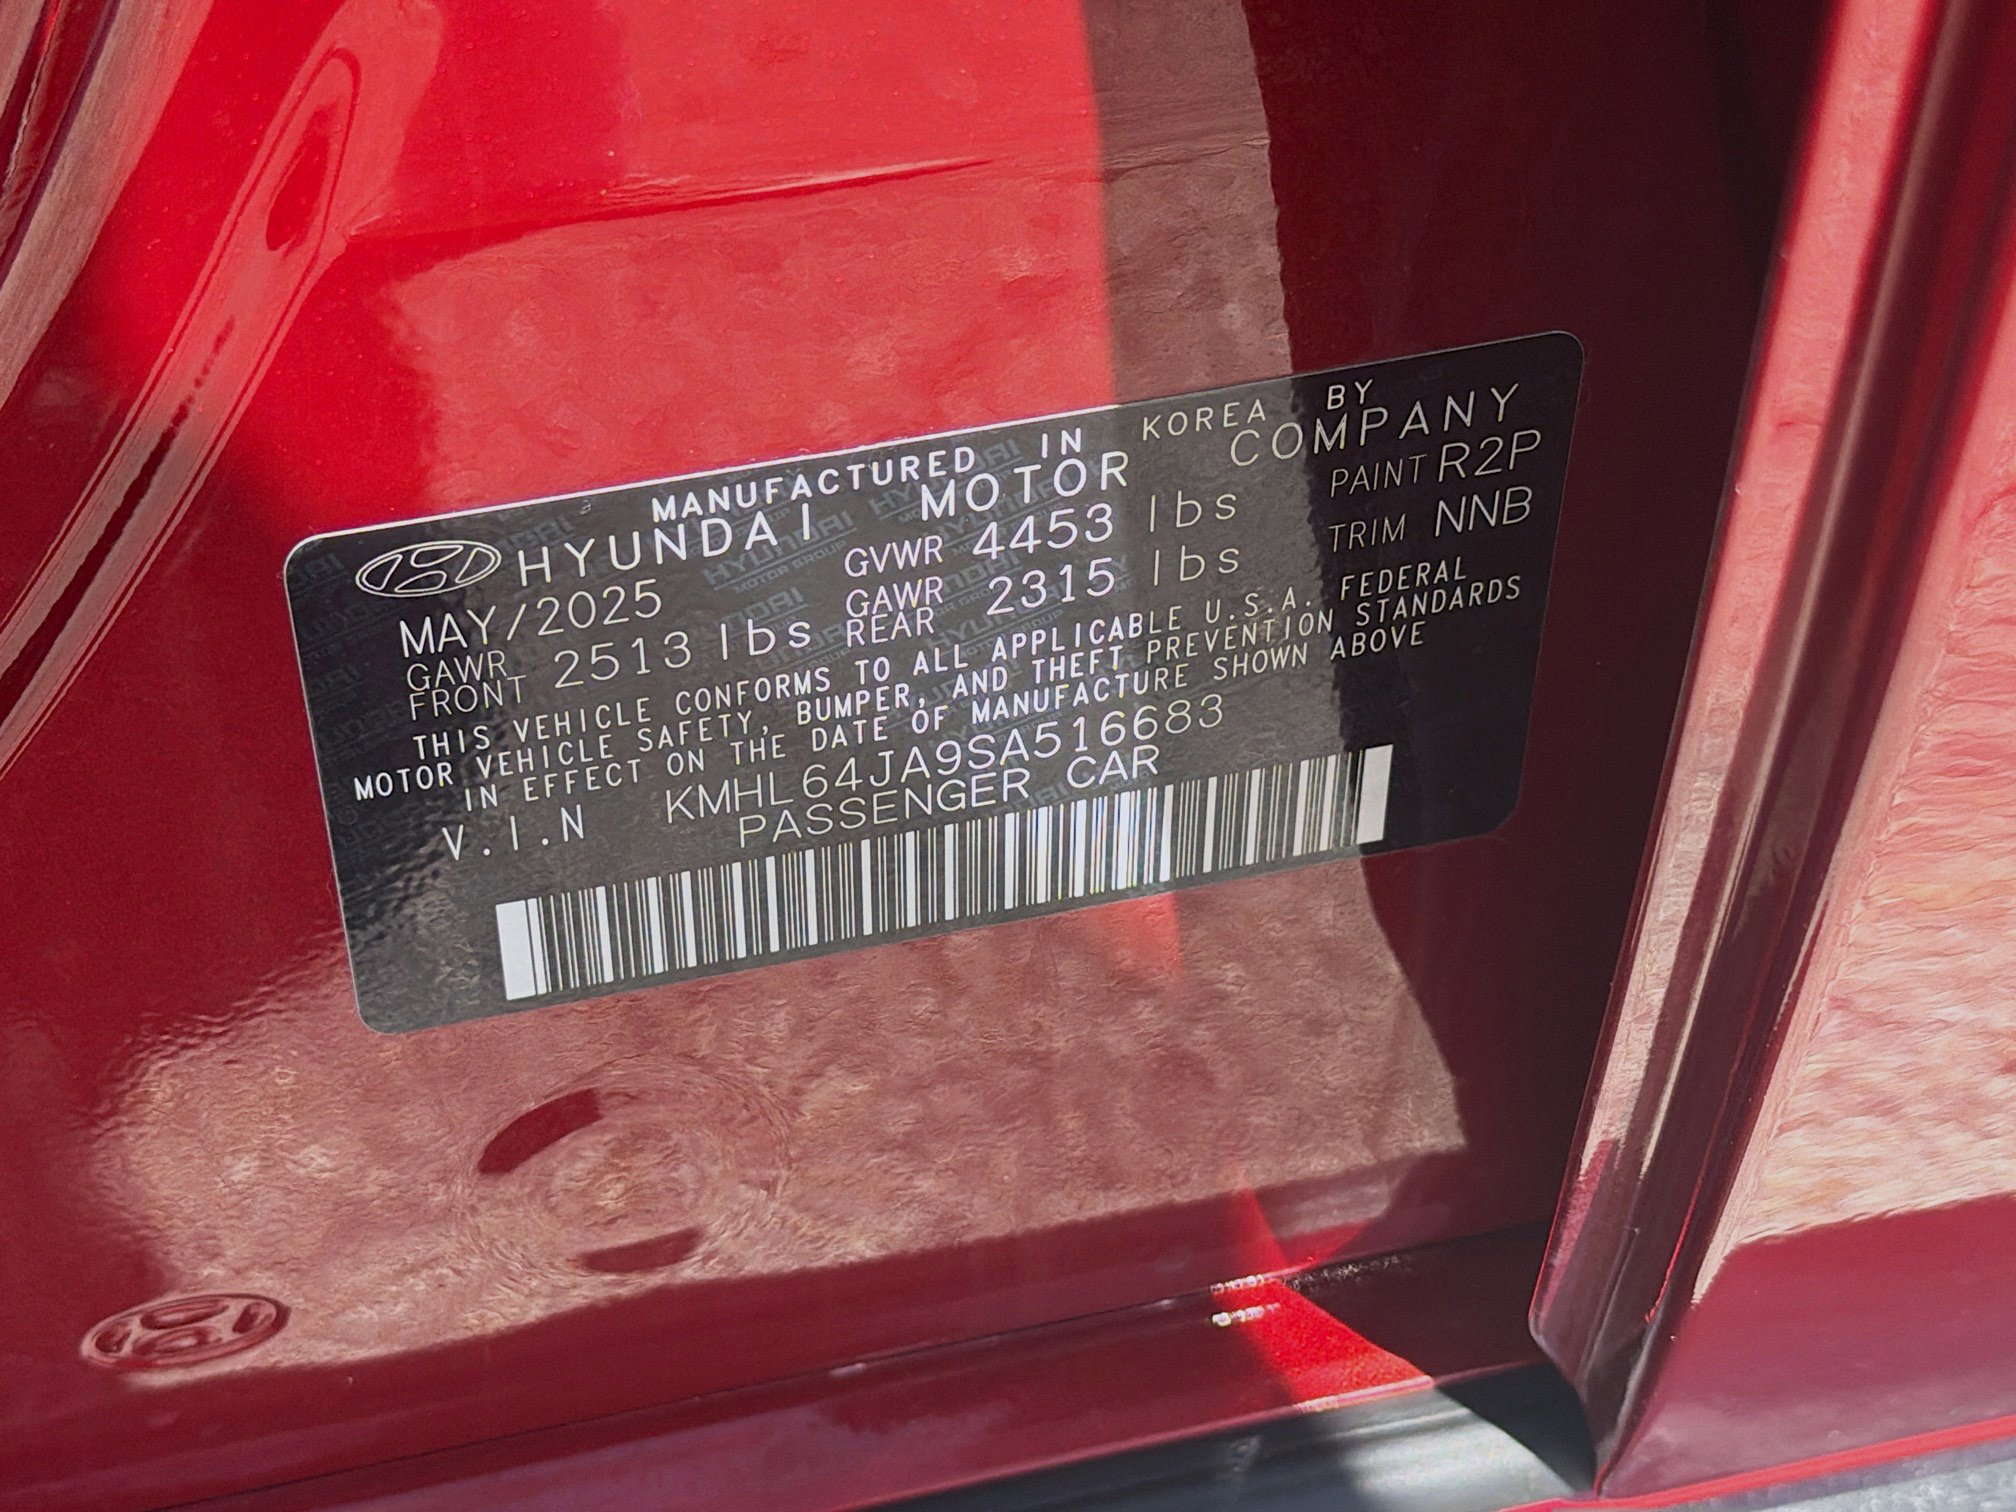 MANUFACTURED IN KOREA BY
HYUNDAI MOTOR COMPANY
MAY/2025 GVWR 4453 lbs PAINT R2P
GAWR FRONT 2513 lbs GAWR REAR 2315 lbs TRIM NNB
THIS VEHICLE CONFORMS TO ALL APPLICABLE U.S.A. FEDERAL
MOTOR VEHICLE SAFETY, BUMPER, AND THEFT PREVENTION STANDARDS
IN EFFECT ON THE DATE OF MANUFACTURE SHOWN ABOVE
V.I.N KMHL64JA9SA516683
PASSENGER CAR